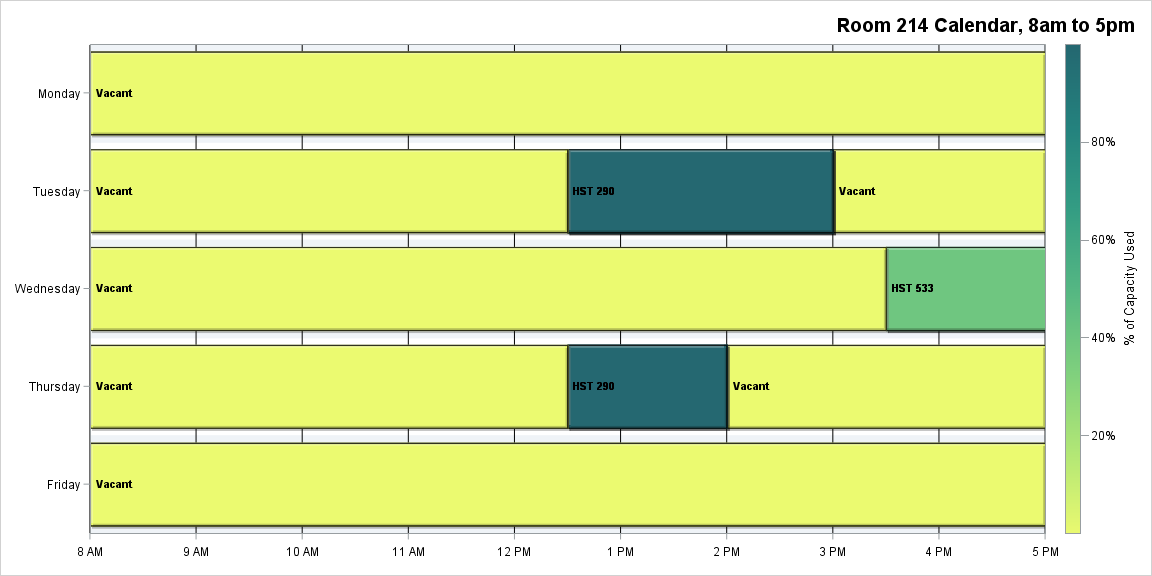 Room 214 Calendar, 8am to 5pm
Monday
Vacant
Tuesday
Vacant
HST 290
Vacant
Wednesday
Vacant
HST 533
Thursday
Vacant
HST 290
Vacant
Friday
Vacant
8 AM
9 AM
10 AM
11 AM
12 PM
1 PM
2 PM
3 PM
4 PM
5 PM
80%
60%
40%
20%
% of Capacity Used